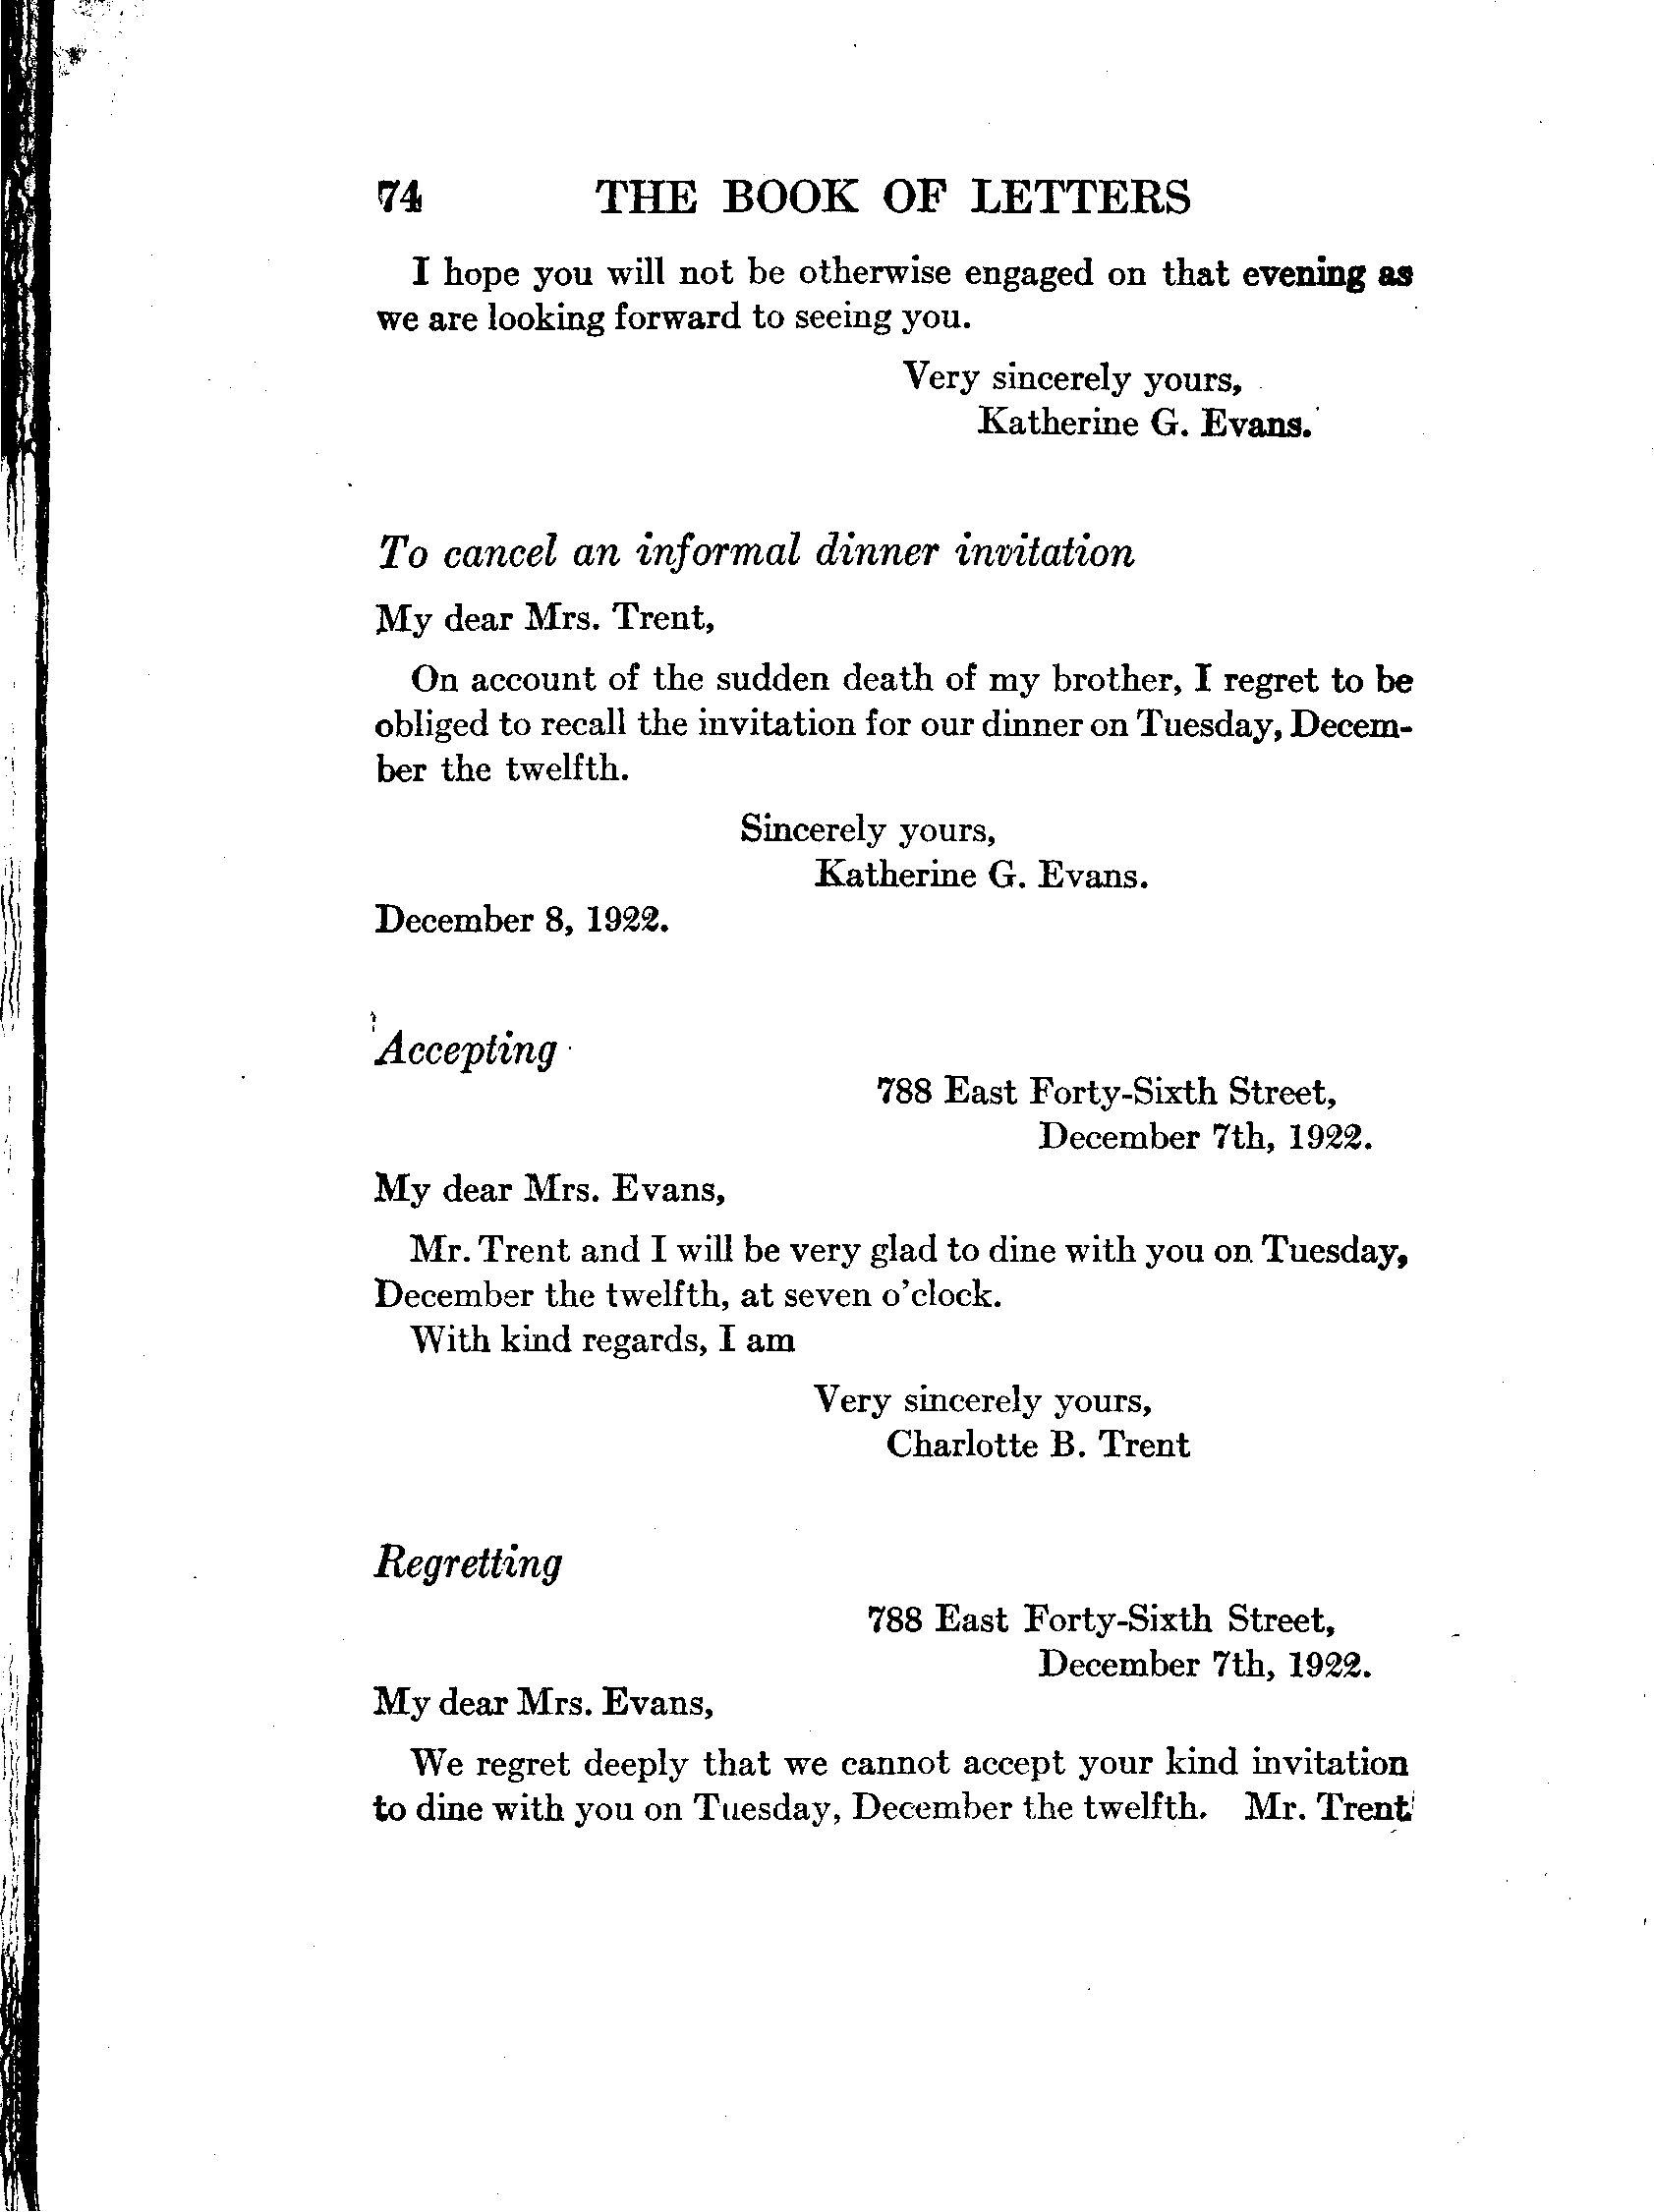 74 THE BOOK OF LETTERS
I hope you will not be otherwise engaged on that evening as
we are looking forward to seeing you.
Very sincerely yours,
Katherine G. Evans.
To cancel an informal dinner invitation
My dear Mrs. Trent,
On account of the sudden death of my brother, I regret to be
obliged to recall the invitation for our dinner on Tuesday, Decem-
ber the twelfth.
Sincerely yours,
Katherine G. Evans.
December 8, 1922.
Accepting
788 East Forty-Sixth Street,
December 7th, 1922.
My dear Mrs. Evans,
Mr. Trent and I will be very glad to dine with you on Tuesday,
December the twelfth, at seven o'clock.
With kind regards, I am
Very sincerely yours,
Charlotte B. Trent
Regretting
788 East Forty-Sixth Street,
December 7th, 1922.
My dear Mrs. Evans,
We regret deeply that we cannot accept your kind invitation
to dine with you on Tuesday, December the twelfth. Mr. Trent